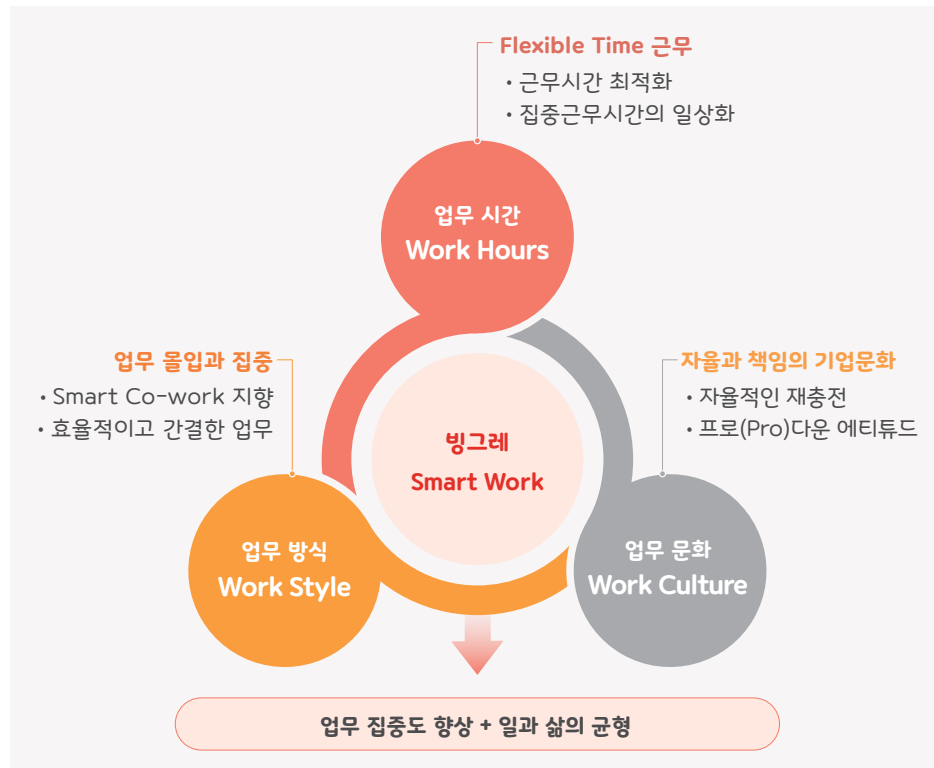 Flexible Time 근무
• 근무시간 최적화
• 집중근무시간의 일상화
업무 시간
Work Hours
업무 몰입과 집중
• Smart Co-work 지향
• 효율적이고 간결한 업무
자율과 책임의 기업문화
• 자율적인 재충전
• 프로(Pro)다운 에티튜드
빙그레
Smart Work
업무 방식
Work Style
업무 문화
Work Culture
업무 집중도 향상 + 일과 삶의 균형